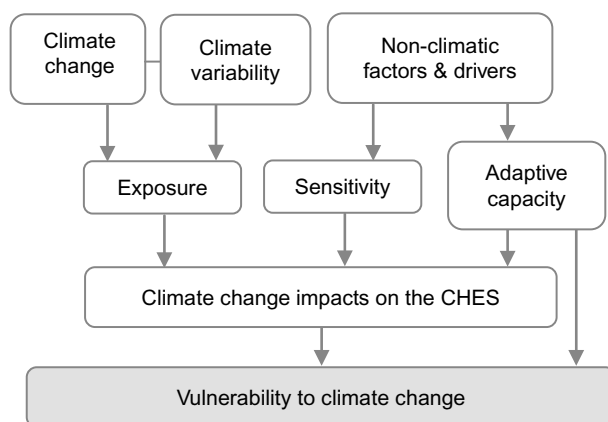 Climate
change
Climate
variability
Non-climatic
factors & drivers
Exposure
Sensitivity
Adaptive
capacity
Climate change impacts on the CHES
Vulnerability to climate change